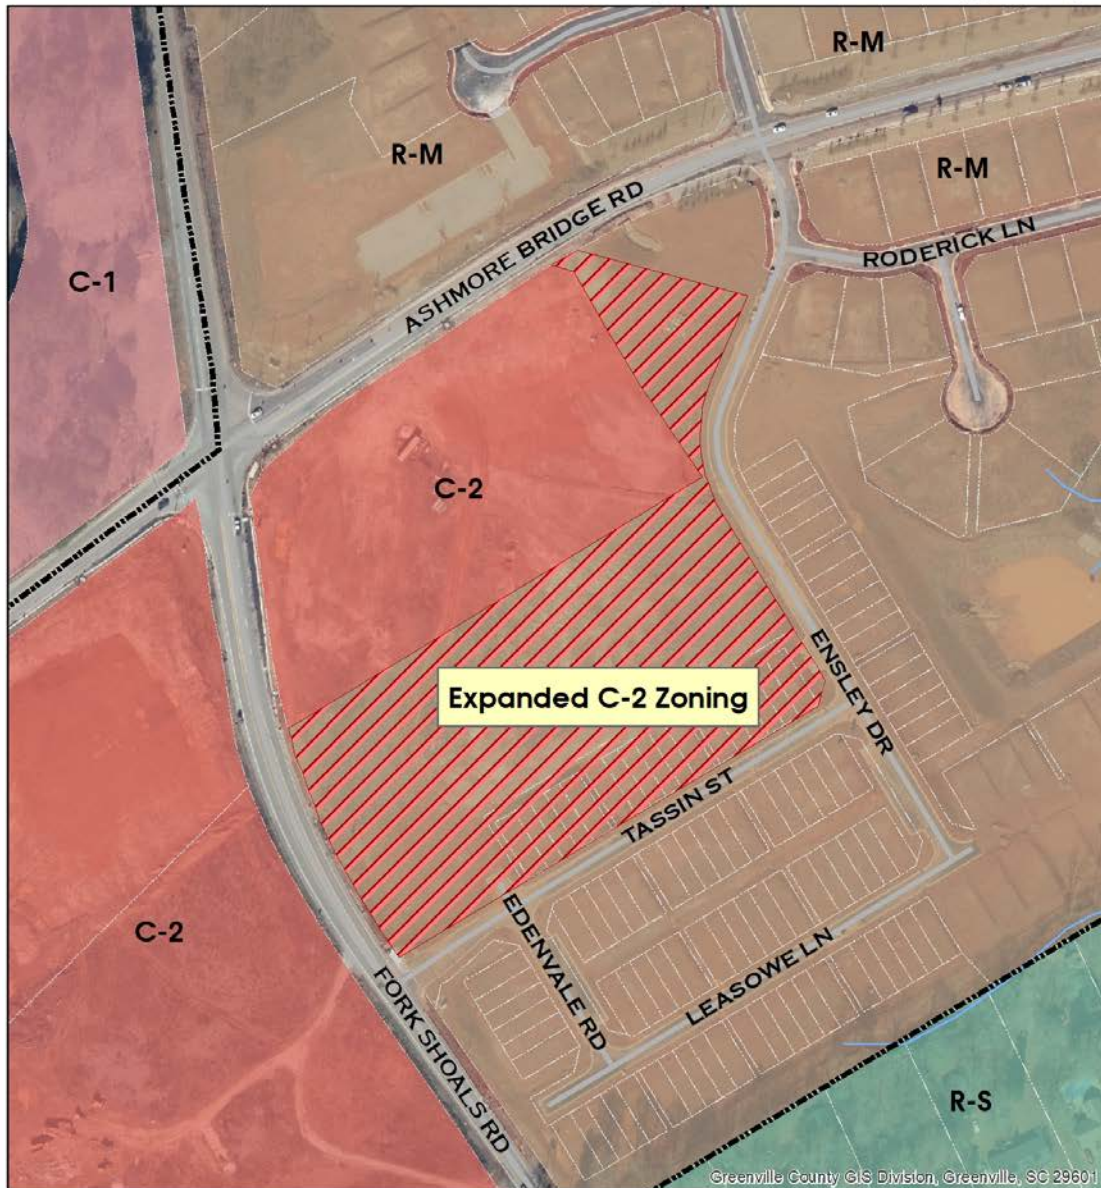 R-M
R-M
R-M
ASHMORE BRIDGE RD
RODERICK LN
C-1
C-2
Expanded C-2 Zoning
ENSLEY DR
TASSIN ST
EDENVALE RD
LEASOWE LN
C-2
FORK SHOALS RD
R-S
Greenville County GIS Division, Greenville, SC 29601